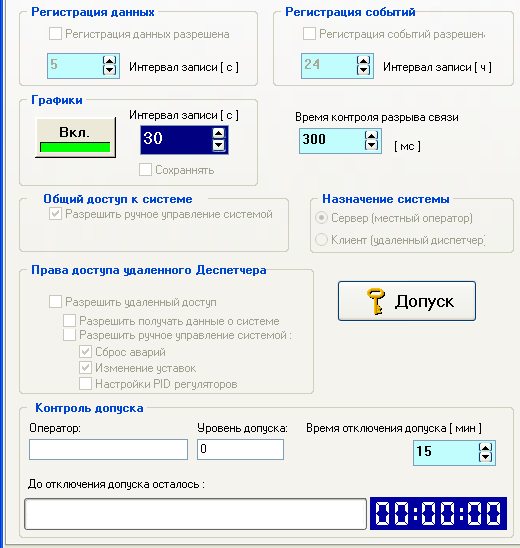 Регистрация данных
Регистрация данных разрешена
5 Интервал записи [ с ]
Регистрация событий
Регистрация событий разрешена
24 Интервал записи [ ч ]
Графики
Вкл.
Интервал записи [ с ]
30
Сохраннять
Время контроля разрыва связи
300 [ мс ]
Общий доступ к системе
Разрешить ручное управление системой
Назначение системы
Сервер (местный оператор)
Клиент (удаленный диспетчер)
Права доступа удаленного Деспетчера
Разрешить удаленный доступ
Разрешить получать данные о системе
Разрешить ручное управление системой :
Сброс аварий
Изменение уставок
Настройки PID регуляторов
Допуск
Контроль допуска
Оператор: Уровень допуска: Время отключения допуска [ мин ]
0 15
До отключения допуска осталось :
00:00:00